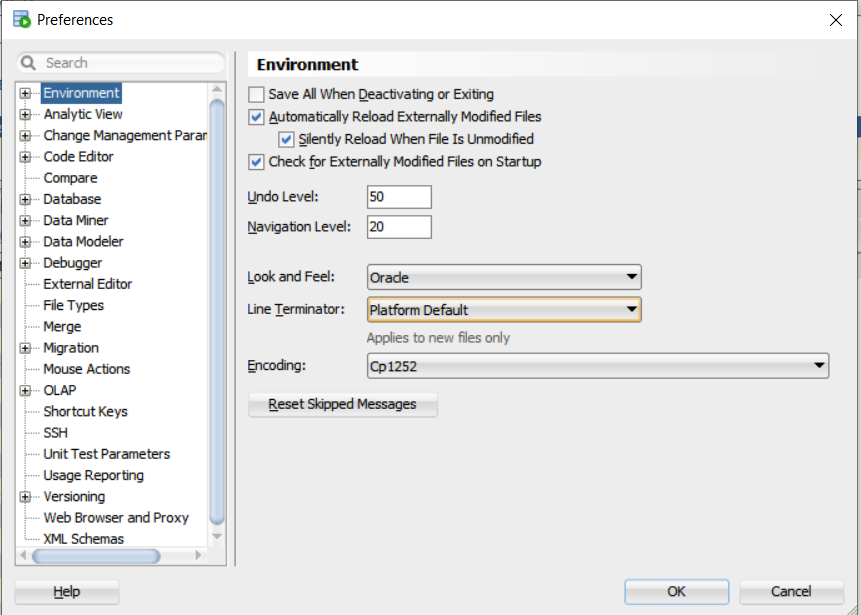 Preferences
Search
Environment
Analytic View
Change Management Param
Code Editor
Compare
Database
Data Miner
Data Modeler
Debugger
External Editor
File Types
Merge
Migration
Mouse Actions
OLAP
Shortcut Keys
SSH
Unit Test Parameters
Usage Reporting
Versioning
Web Browser and Proxy
XML Schemas
Environment
Save All When Deactivating or Exiting
Automatically Reload Externally Modified Files
Silently Reload When File Is Unmodified
Check for Externally Modified Files on Startup
Undo Level: 50
Navigation Level: 20
Look and Feel: Oracle
Line Terminator: Platform Default
Applies to new files only
Encoding: Cp1252
Reset Skipped Messages
Help OK Cancel